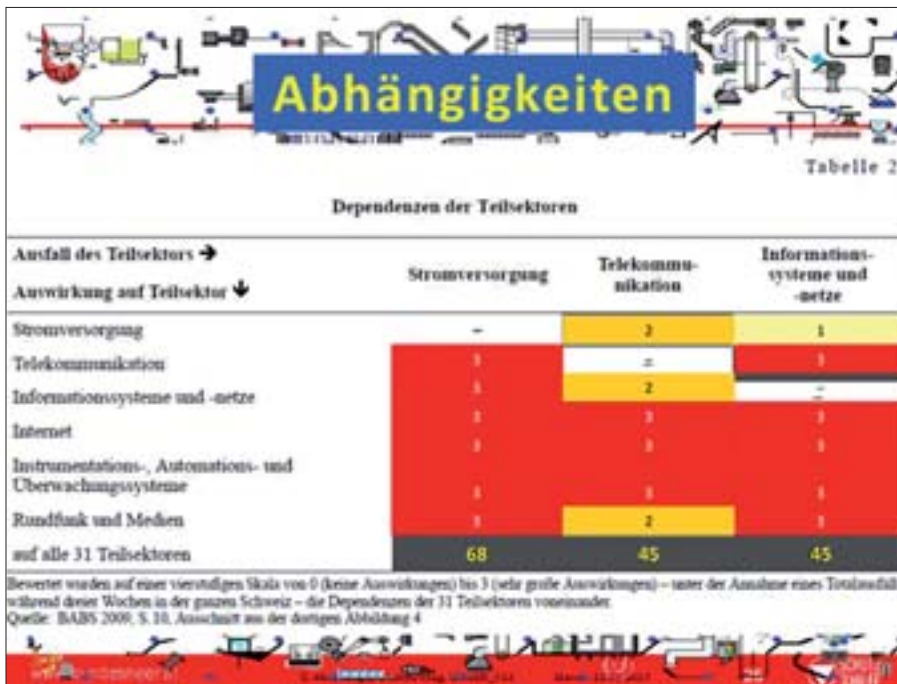 Abhängigkeiten
Tabelle 2
Dependenzen der Teilsektoren
Ausfall des Teilsektors → Stromversorgung Telekommu-nikation Informations-systeme und -netze
Auswirkung auf Teilsektor ↓
Stromversorgung – 2 1
Telekommunikation 3 – 3
Informationssysteme und -netze 3 2 –
Internet 3 3 3
3 3 3
Instrumentations-, Automations- und
Überwachungssysteme 3 3 3
Rundfunk und Medien 3 2 3
auf alle 31 Teilsektoren 68 45 45
Bewertet wurden auf einer vierstufigen Skala von 0 (keine Auswirkungen) bis 3 (sehr große Auswirkungen) – unter der Annahme eines Totalausfall
während dreier Wochen in der ganzen Schweiz – die Dependenzen der 31 Teilsektoren voneinander.
Quelle: BABS 2009, S. 10, Ausschnitt aus der dortigen Abbildung 4